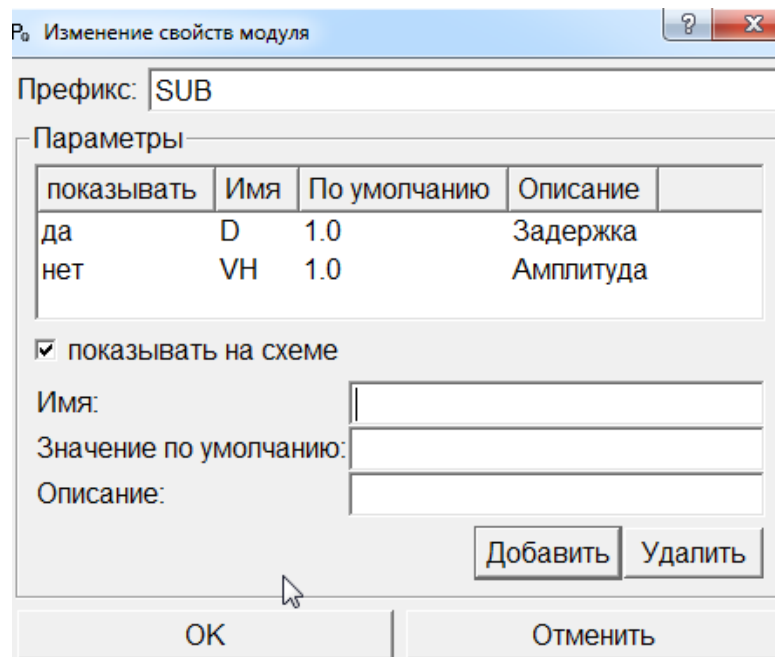 Изменение свойств модуля
Префикс: SUB
Параметры
показывать Имя По умолчанию Описание
да D 1.0 Задержка
нет VH 1.0 Амплитуда
показывать на схеме
Имя:
Значение по умолчанию:
Описание:
Добавить Удалить
OK Отменить